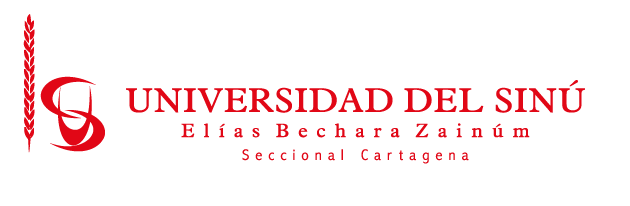 UNIVERSIDAD DEL SINÚ
Elías Bechara Zainúm
Seccional Cartagena